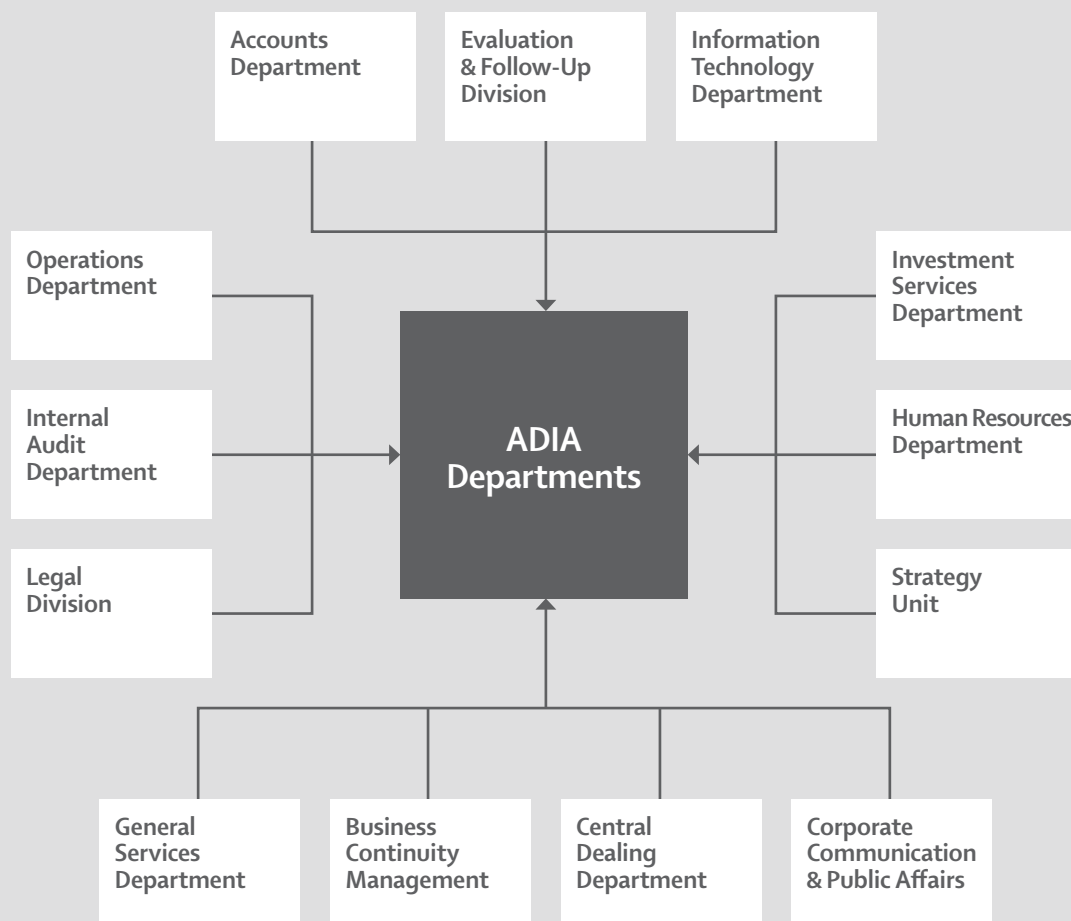 Accounts
Department
Evaluation
& Follow-Up
Division
Information
Technology
Department
Operations
Department
Investment
Services
Department
Internal
Audit
Department
ADIA
Departments
Human Resources
Department
Legal
Division
Strategy
Unit
General
Services
Department
Business
Continuity
Management
Central
Dealing
Department
Corporate
Communication
& Public Affairs